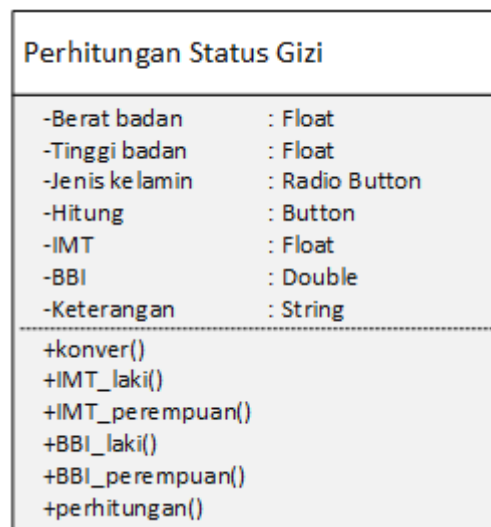 Perhitungan Status Gizi
-Berat badan : Float
-Tinggi badan : Float
-Jenis kelamin : Radio Button
-Hitung : Button
-IMT : Float
-BBI : Double
-Keterangan : String
+konver()
+IMT_laki()
+IMT_perempuan()
+BBI_laki()
+BBI_perempuan()
+perhitungan()